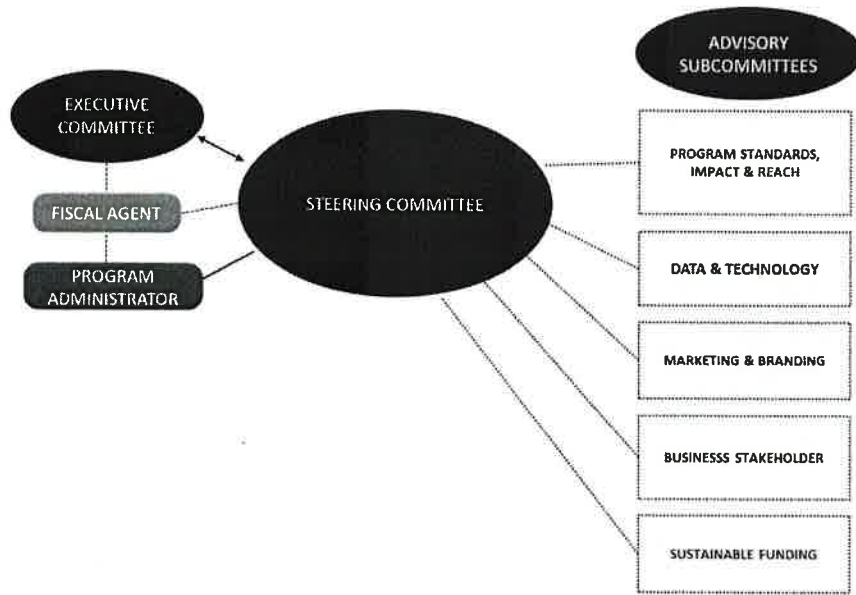 EXECUTIVE
COMMITTEE
FISCAL AGENT
PROGRAM
ADMINISTRATOR
STEERING COMMITTEE
ADVISORY
SUBCOMMITTEES
PROGRAM STANDARDS,
IMPACT & REACH
DATA & TECHNOLOGY
MARKETING & BRANDING
BUSINESSS STAKEHOLDER
SUSTAINABLE FUNDING